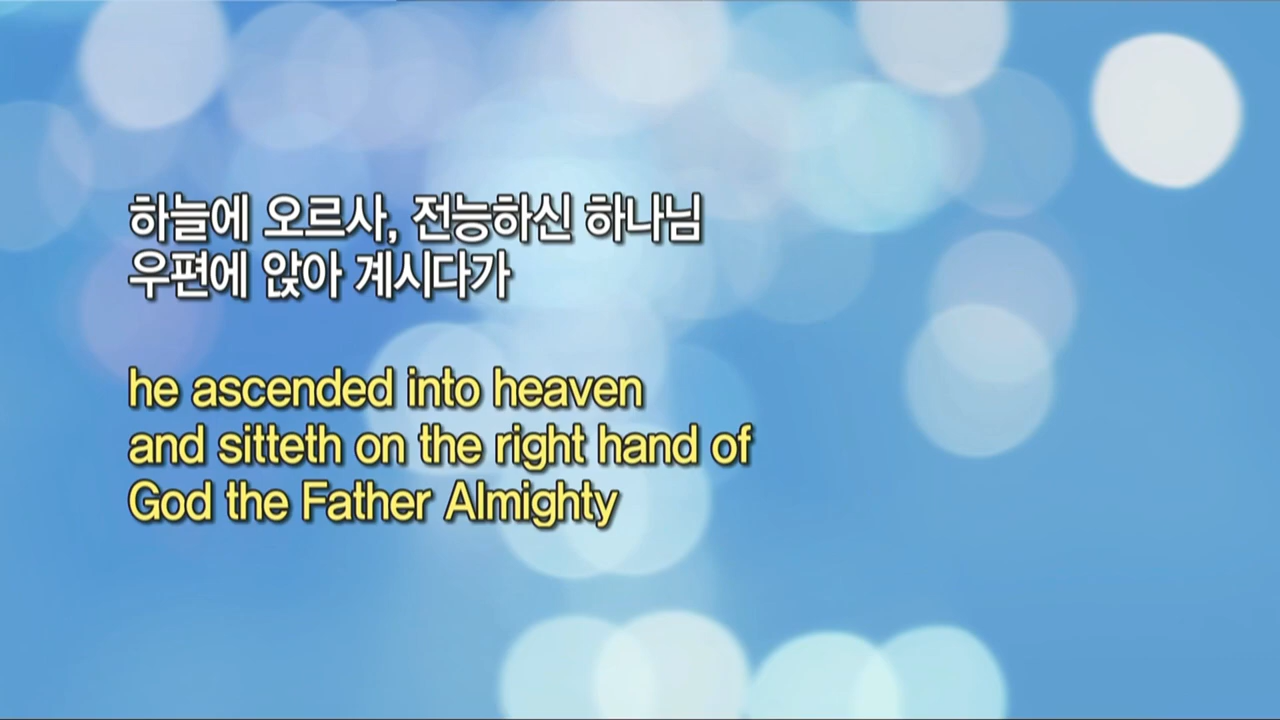 하늘에 오르사, 전능하신 하나님
우편에 앉아 계시다가
he ascended into heaven
and sitteth on the right hand of
God the Father Almighty